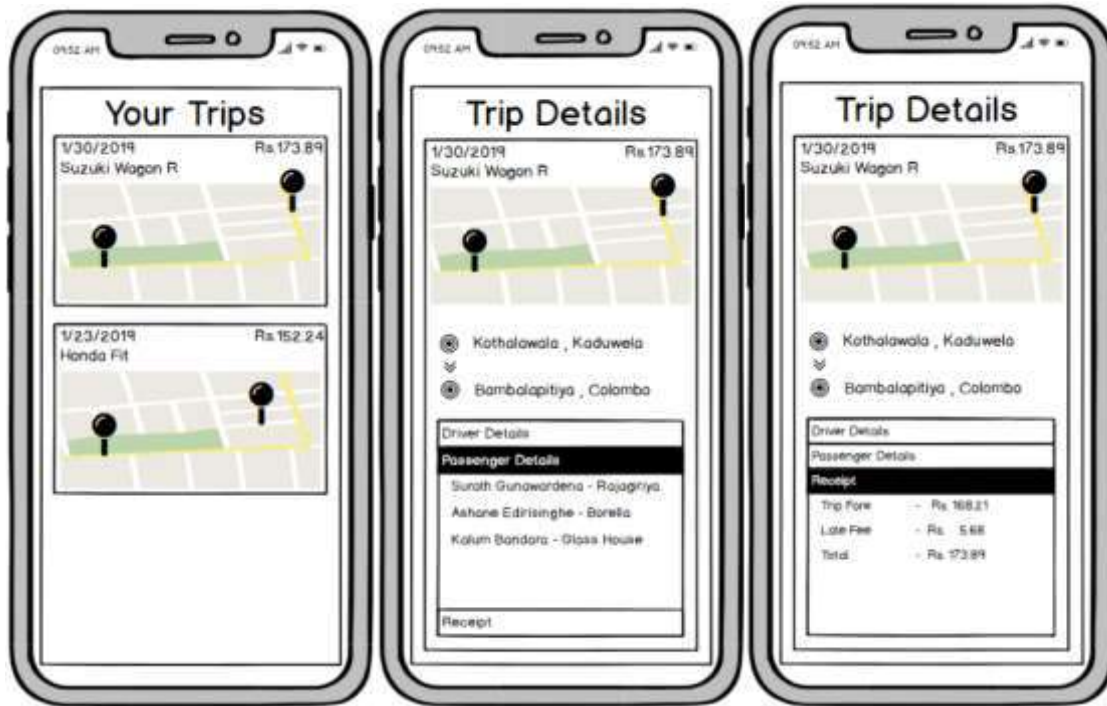 09:52 AM
Your Trips
1/30/2019 Rs.173.89
Suzuki Wagon R
1/23/2019 Rs.152.24
Honda Fit
09:52 AM
Trip Details
1/30/2019 Rs.173.89
Suzuki Wagon R
Kothalawala , Kaduwela
Bambalapitiya , Colombo
Driver Details
Passenger Details
Surath Gunawardena - Rajagiriya
Ashane Edirisinghe - Borella
Kalum Bandara - Glass House
Receipt
09:52 AM
Trip Details
1/30/2019 Rs.173.89
Suzuki Wagon R
Kothalawala , Kaduwela
Bambalapitiya , Colombo
Driver Details
Passenger Details
Receipt
Trip Fare - Rs. 168.21
Late Fee - Rs. 5.68
Total - Rs. 173.89